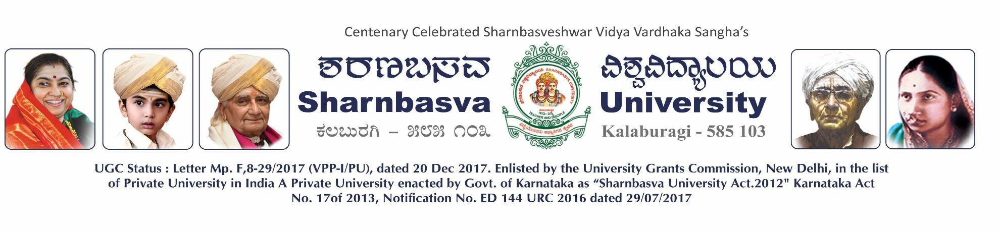 Centenary Celebrated Sharnbasveshwar Vidya Vardhaka Sangha's
ಶರಣಬಸವ ವಿಶ್ವವಿದ್ಯಾಲಯ
Sharnbasva University
ಕಲಬುರಗಿ – ೫೮೫ ೧೦೩ Kalaburagi - 585 103
ಶರಣಬಸವ ವಿಶ್ವವಿದ್ಯಾಲಯ SHARNBASVA UNIVERSITY
ಗುರು-ಶಿಷ್ಯ
TEACHER AND DISCIPLE
UGC Status : Letter Mp. F,8-29/2017 (VPP-I/PU), dated 20 Dec 2017. Enlisted by the University Grants Commission, New Delhi, in the list
of Private University in India A Private University enacted by Govt. of Karnataka as “Sharnbasva University Act.2012" Karnataka Act
No. 17of 2013, Notification No. ED 144 URC 2016 dated 29/07/2017